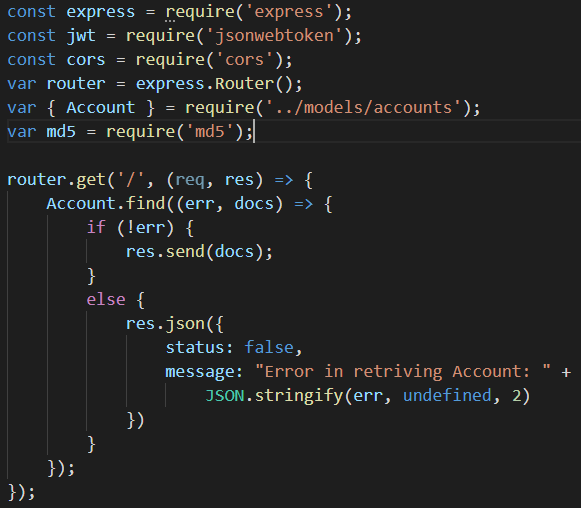 const express = require('express');
const jwt = require('jsonwebtoken');
const cors = require('cors');
var router = express.Router();
var { Account } = require('../models/accounts');
var md5 = require('md5');
router.get('/', (req, res) => {
Account.find((err, docs) => {
if (!err) {
res.send(docs);
}
else {
res.json({
status: false,
message: "Error in retriving Account: " +
JSON.stringify(err, undefined, 2)
})
}
});
});